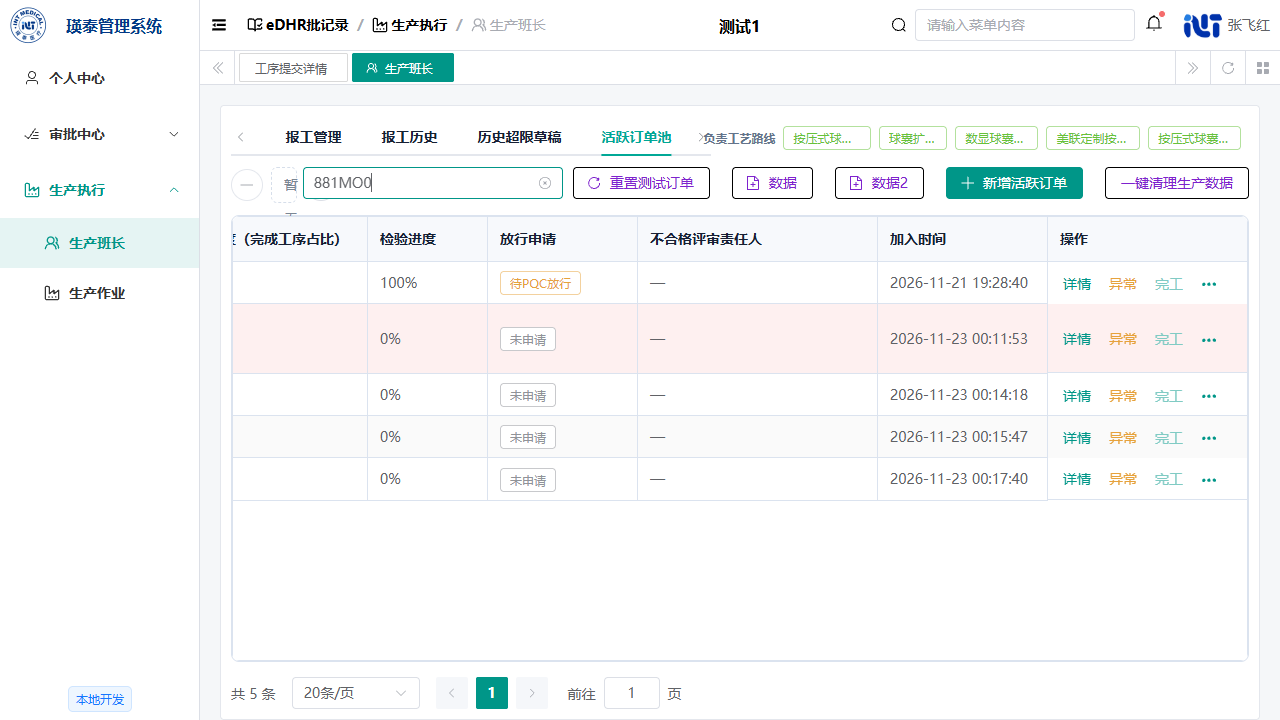 瑛泰管理系统
eDHR批记录 / 生产执行 / 生产班长
测试1
请输入菜单内容
张飞红
个人中心
审批中心
生产执行
生产班长
生产作业
本地开发
工序提交详情
生产班长
报工管理
报工历史
历史超限草稿
活跃订单池
负责工艺路线
按压式球...
球囊扩...
数显球囊...
美联定制按...
按压式球囊...
暂
881MO0
重置测试订单
数据
数据2
新增活跃订单
一键清理生产数据
(完成工序占比) 检验进度 放行申请 不合格评审责任人 加入时间 操作
100% 待PQC放行 — 2026-11-21 19:28:40 详情 异常 完工 •••
0% 未申请 — 2026-11-23 00:11:53 详情 异常 完工 •••
0% 未申请 — 2026-11-23 00:14:18 详情 异常 完工 •••
0% 未申请 — 2026-11-23 00:15:47 详情 异常 完工 •••
0% 未申请 — 2026-11-23 00:17:40 详情 异常 完工 •••
共 5 条 20条/页 1 前往 1 页